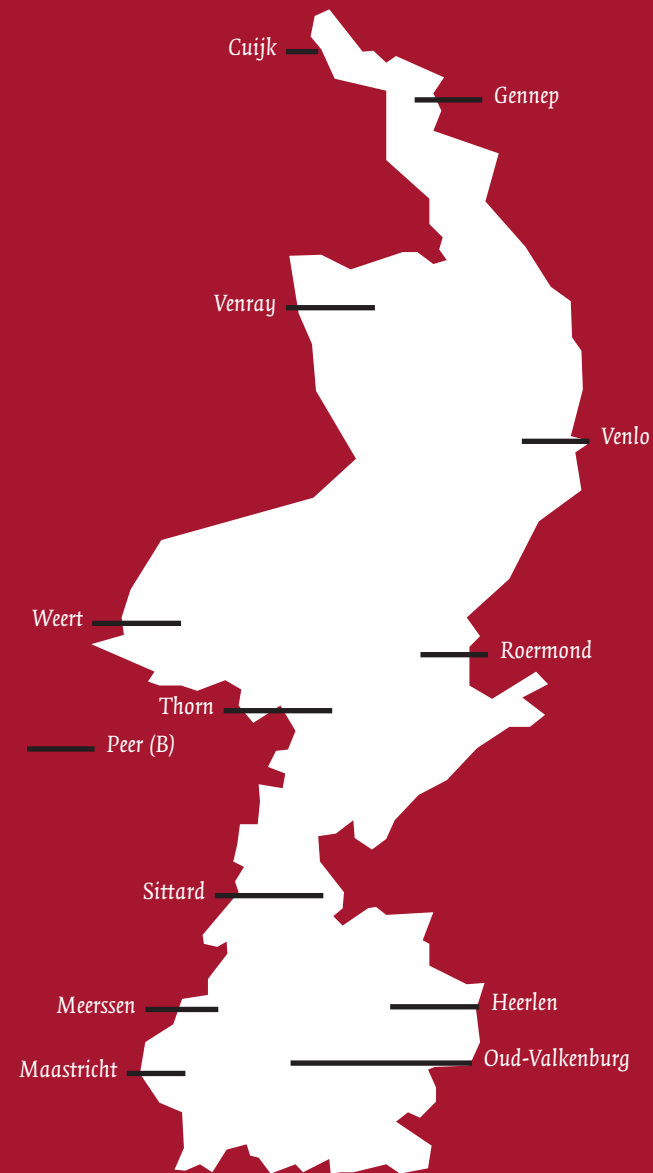 Cuijk
Gennep
Venray
Venlo
Weert
Roermond
Thorn
Peer (B)
Sittard
Heerlen
Meerssen
Oud-Valkenburg
Maastricht